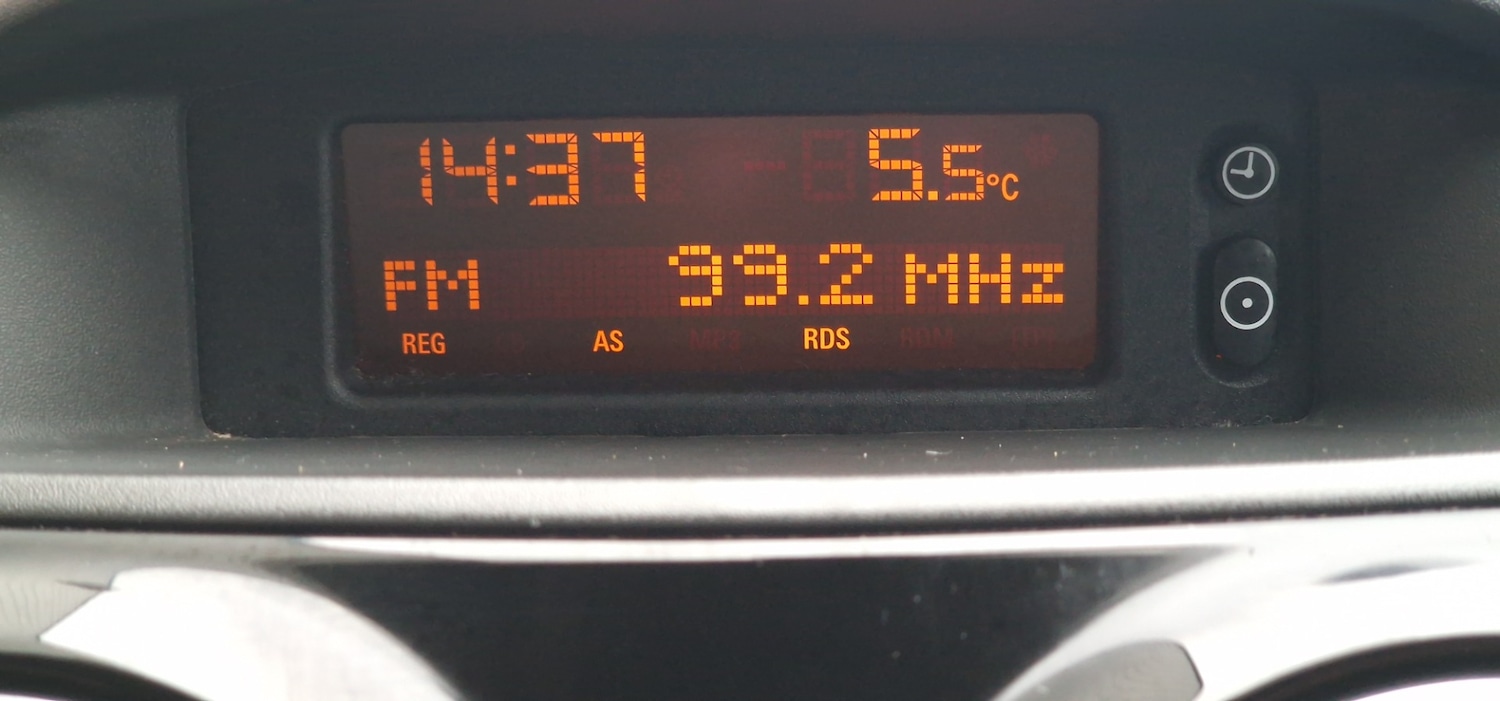 14:37 5.5°C
FM 99.2 MHz
REG AS RDS